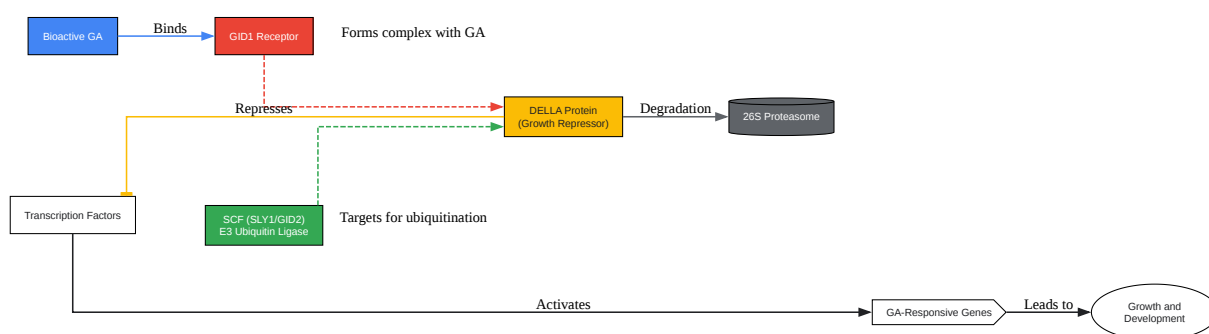 Bioactive GA
Binds
GID1 Receptor
Forms complex with GA
Represses
DELLA Protein
(Growth Repressor)
Degradation
26S Proteasome
Transcription Factors
SCF (SLY1/GID2)
E3 Ubiquitin Ligase
Targets for ubiquitination
Activates
GA-Responsive Genes
Leads to
Growth and
Development